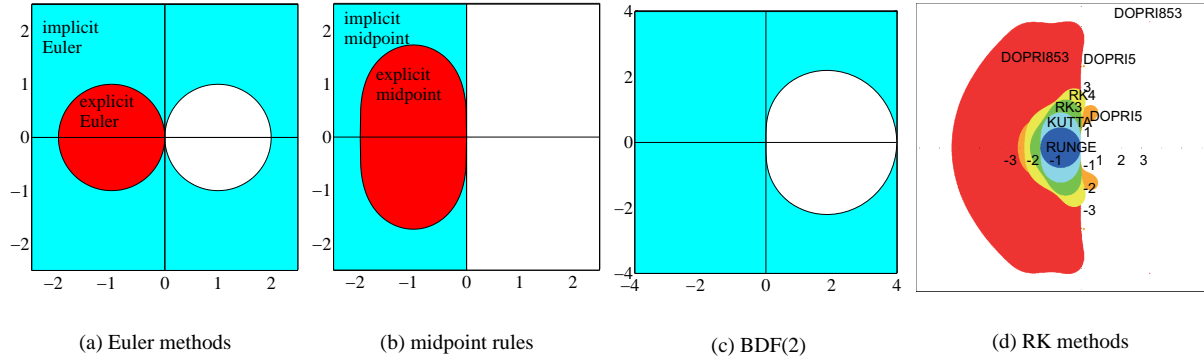 implicit
Euler
explicit
Euler
2
1
0
−1
−2
−2
−1
0
1
2
(a) Euler methods
implicit
midpoint
explicit
midpoint
2
1
0
−1
−2
−2
−1
0
1
2
(b) midpoint rules
4
2
0
−2
−4
−4
−2
0
2
4
(c) BDF(2)
DOPRI853
DOPRI853
DOPRI5
3
RK4
RK3
DOPRI5
KUTTA
1
RUNGE
-3
-2
-1
1
2
3
-1
-2
-3
(d) RK methods